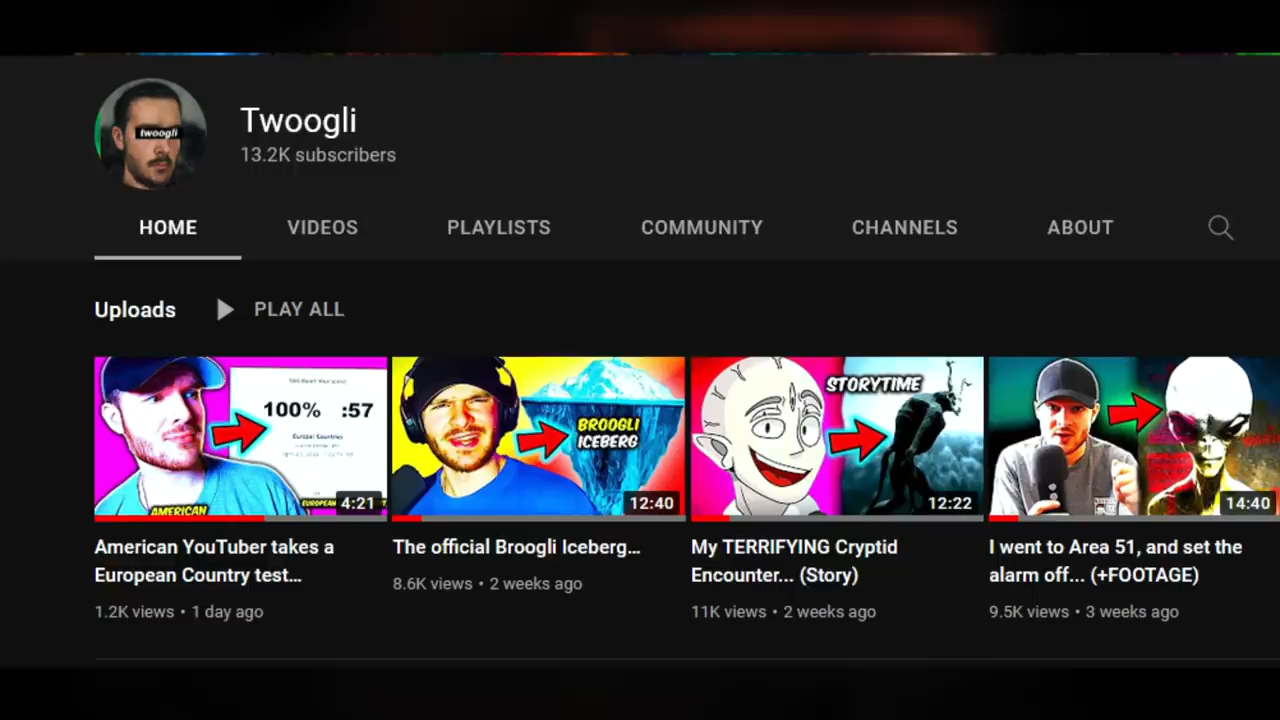 twoogli
Twoogli
13.2K subscribers
HOME VIDEOS PLAYLISTS COMMUNITY CHANNELS ABOUT
Uploads PLAY ALL
100% :57
AMERICAN
EUROPEAN
4:21
BROOGLI
ICEBERG
12:40
STORYTIME
12:22
14:40
American YouTuber takes a
European Country test...
1.2K views • 1 day ago
The official Broogli Iceberg...
8.6K views • 2 weeks ago
My TERRIFYING Cryptid
Encounter... (Story)
11K views • 2 weeks ago
I went to Area 51, and set the
alarm off... (+FOOTAGE)
9.5K views • 3 weeks ago